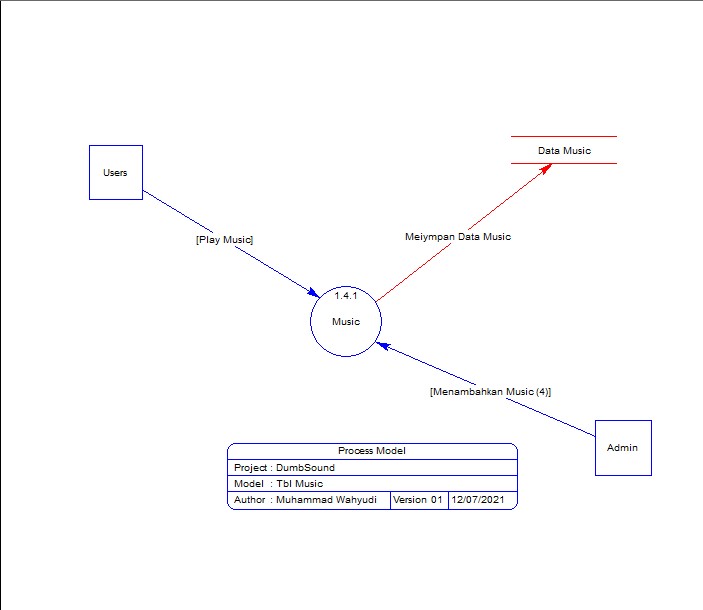 Data Music
Users
Meiympan Data Music
[Play Music]
1.4.1
Music
[Menambahkan Music (4)]
Admin
Process Model
Project : DumbSound
Model : Tbl Music
Author : Muhammad Wahyudi Version 01 12/07/2021